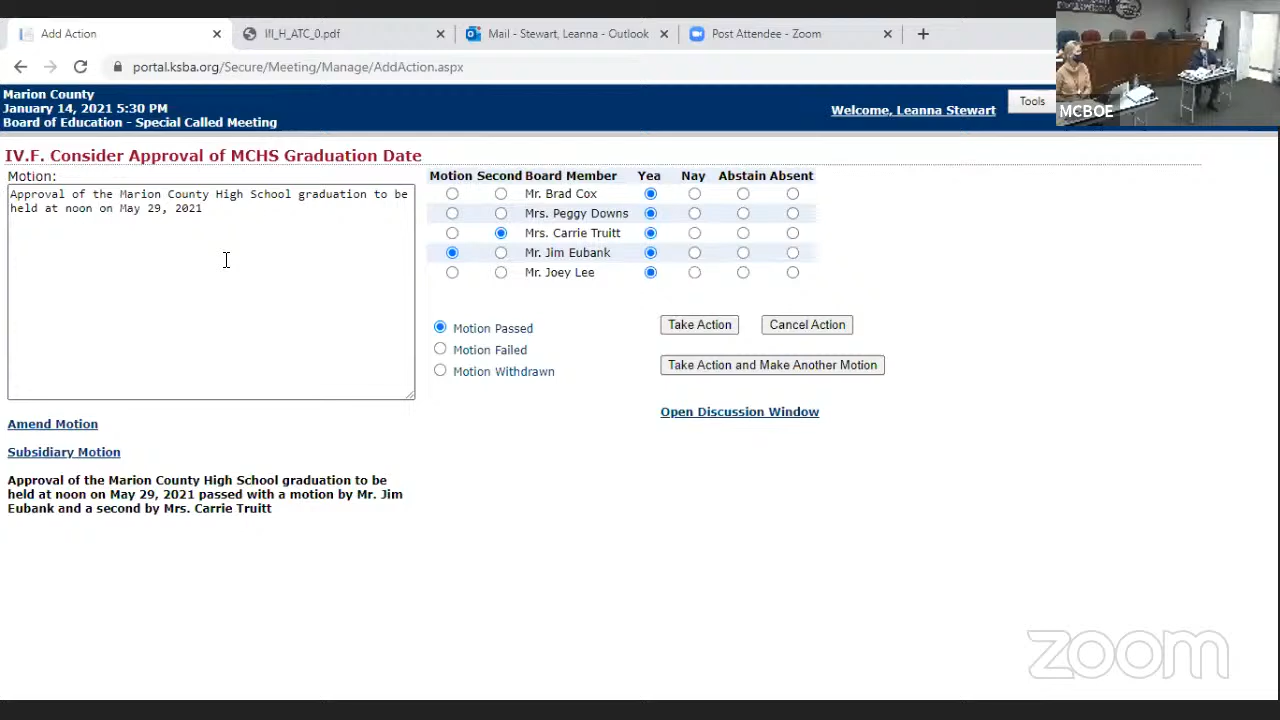 Add Action
Ifl_H_ATC_0.pdf
Mail - Stewart, Leanna - Outlook
Post Attendee - Zoom
portal.ksba.org/Secure/Meeting/Manage/AddAction.aspx
Marion County
January 14, 2021 5:30 PM
Board of Education - Special Called Meeting
Welcome, Leanna Stewart
Tools
MCBOE
IV.F. Consider Approval of MCHS Graduation Date
Motion:
Approval of the Marion County High School graduation to be
held at noon on May 29, 2021
Motion Second Board Member Yea Nay Abstain Absent
Mr. Brad Cox
Mrs. Peggy Downs
Mrs. Carrie Truitt
Mr. Jim Eubank
Mr. Joey Lee
Motion Passed
Motion Failed
Motion Withdrawn
Take Action Cancel Action
Take Action and Make Another Motion
Open Discussion Window
Amend Motion
Subsidiary Motion
Approval of the Marion County High School graduation to be
held at noon on May 29, 2021 passed with a motion by Mr. Jim
Eubank and a second by Mrs. Carrie Truitt
zoom